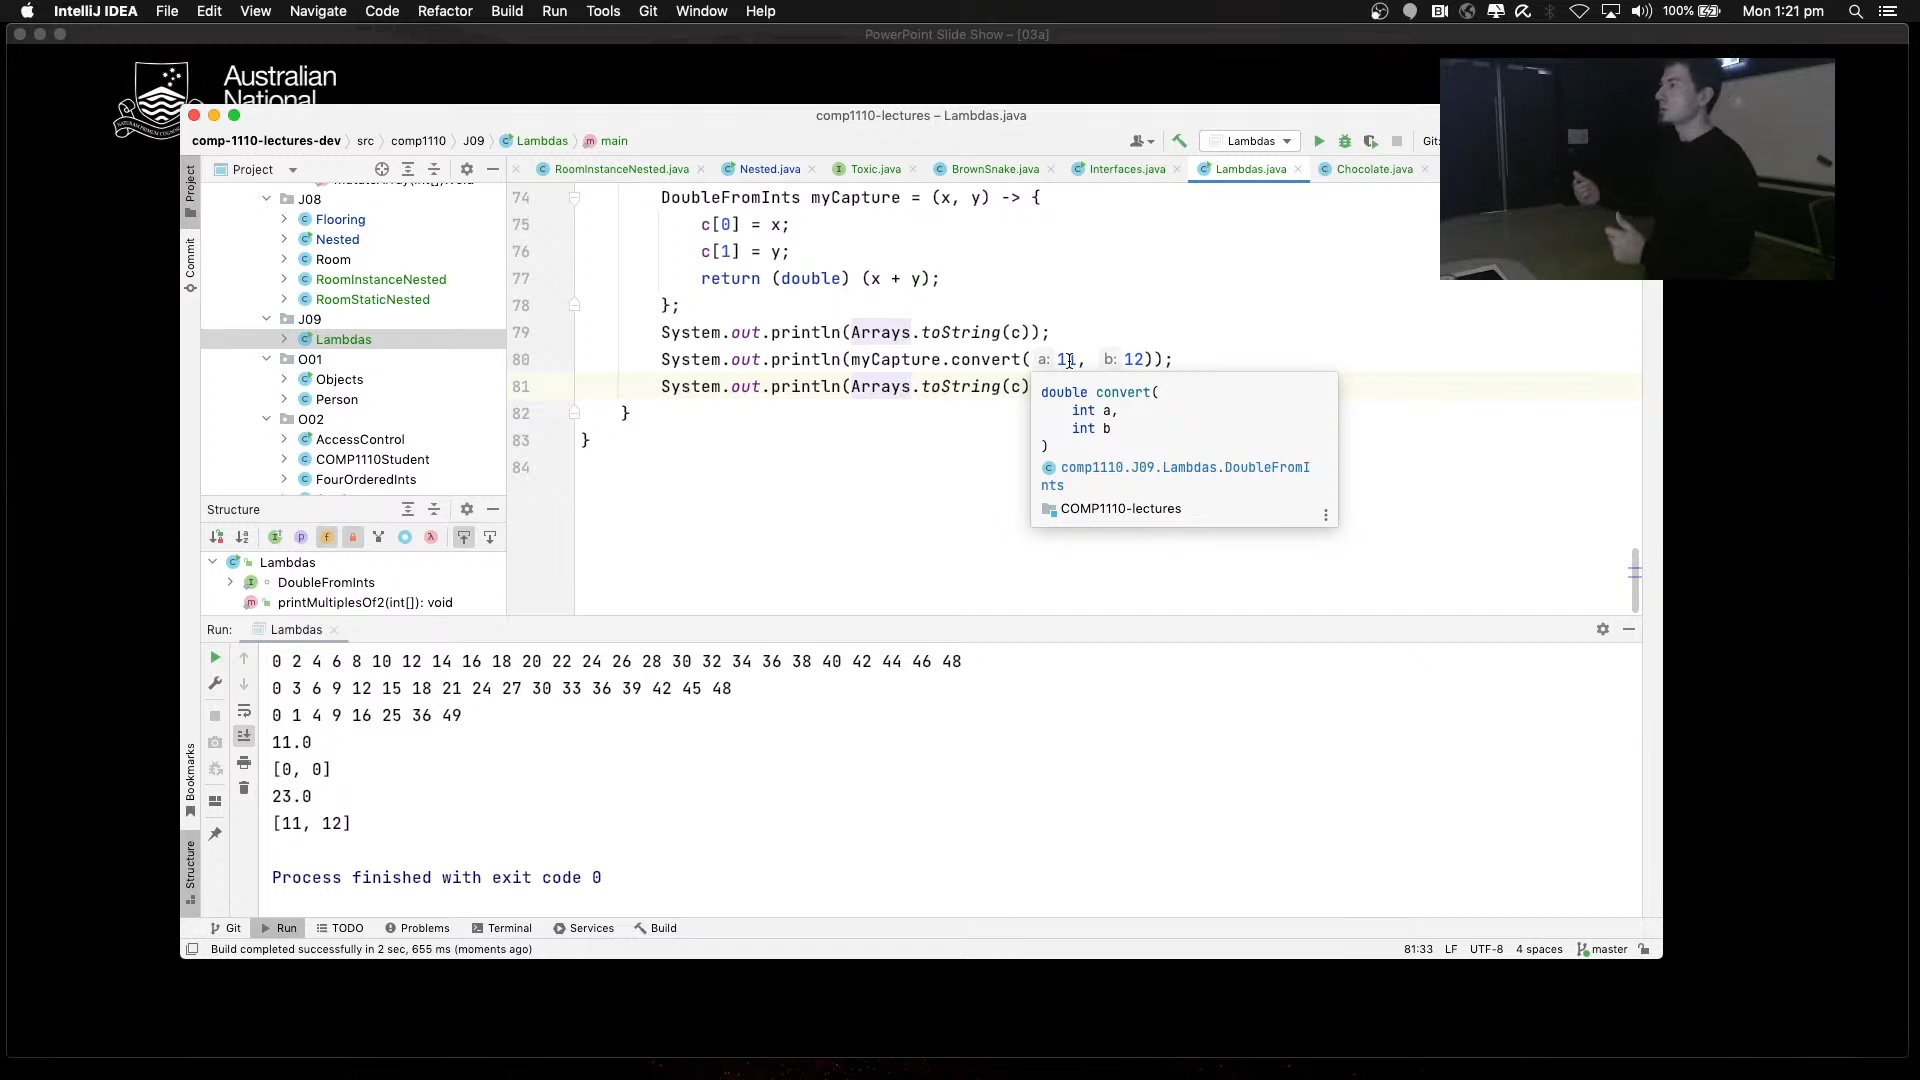 IntelliJ IDEA File Edit View Navigate Code Refactor Build Run Tools Git Window Help 100% Mon 1:21 pm
PowerPoint Slide Show – [03a]
Australian
National
comp1110-lectures – Lambdas.java
comp-1110-lectures-dev src comp1110 J09 Lambdas main Lambdas Git:
Project RoomInstanceNested.java Nested.java Toxic.java BrownSnake.java Interfaces.java Lambdas.java Chocolate.java
Project
Commit
Bookmarks
Structure
J08
Flooring
Nested
Room
RoomInstanceNested
RoomStaticNested
J09
Lambdas
O01
Objects
Person
O02
AccessControl
COMP1110Student
FourOrderedInts
74 DoubleFromInts myCapture = (x, y) -> {
75 c[0] = x;
76 c[1] = y;
77 return (double) (x + y);
78 };
79 System.out.println(Arrays.toString(c));
80 System.out.println(myCapture.convert( a: 11, b: 12));
81 System.out.println(Arrays.toString(c)
82 }
83 }
84
double convert(
int a,
int b
)
comp1110.J09.Lambdas.DoubleFromI
nts
COMP1110-lectures
Structure
Lambdas
DoubleFromInts
printMultiplesOf2(int[]): void
Run: Lambdas
0 2 4 6 8 10 12 14 16 18 20 22 24 26 28 30 32 34 36 38 40 42 44 46 48
0 3 6 9 12 15 18 21 24 27 30 33 36 39 42 45 48
0 1 4 9 16 25 36 49
11.0
[0, 0]
23.0
[11, 12]
Process finished with exit code 0
Git Run TODO Problems Terminal Services Build
Build completed successfully in 2 sec, 655 ms (moments ago) 81:33 LF UTF-8 4 spaces master